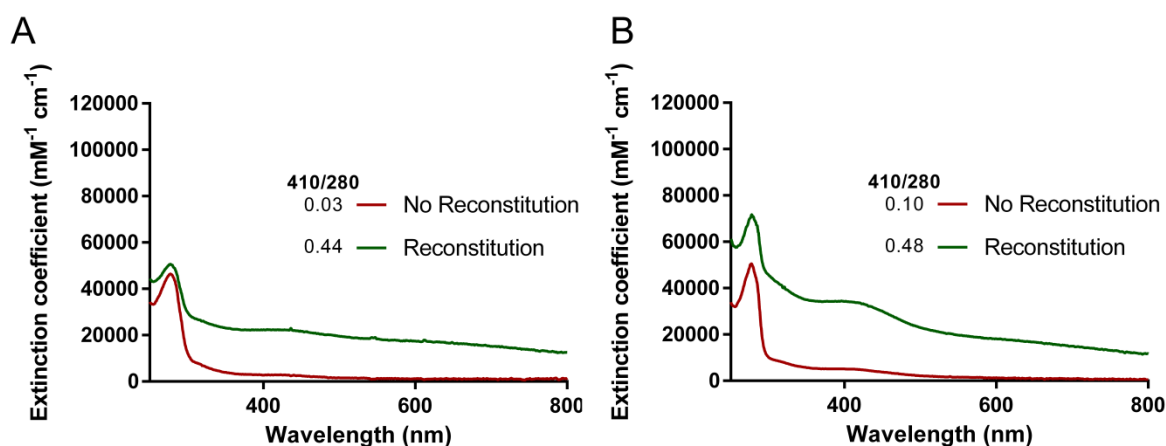 A
Extinction coefficient (mM-1 cm-1)
120000
100000
80000
60000
40000
20000
0
410/280
0.03 No Reconstitution
0.44 Reconstitution
400 600 800
Wavelength (nm)
B
Extinction coefficient (mM-1 cm-1)
120000
100000
80000
60000
40000
20000
0
410/280
0.10 No Reconstitution
0.48 Reconstitution
400 600 800
Wavelength (nm)